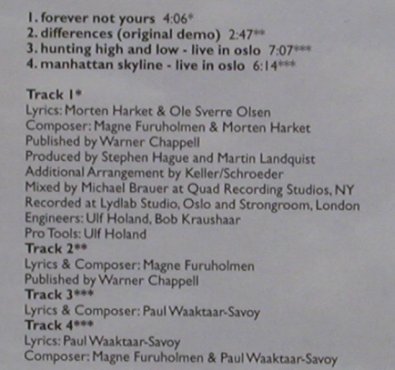 1. forever not yours 4:06*
2. differences (original demo) 2:47**
3. hunting high and low - live in oslo 7:07***
4. manhattan skyline - live in oslo 6:14***
Track 1*
Lyrics: Morten Harket & Ole Sverre Olsen
Composer: Magne Furuholmen & Morten Harket
Published by Warner Chappell
Produced by Stephen Hague and Martin Landquist
Additional Arrangement by Keller/Schroeder
Mixed by Michael Brauer at Quad Recording Studios, NY
Recorded at Lydlab Studio, Oslo and Strongroom, London
Engineers: Ulf Holand, Bob Kraushaar
Pro Tools: Ulf Holand
Track 2**
Lyrics & Composer: Magne Furuholmen
Published by Warner Chappell
Track 3***
Lyrics & Composer: Paul Waaktaar-Savoy
Track 4***
Lyrics: Paul Waaktaar-Savoy
Composer: Magne Furuholmen & Paul Waaktaar-Savoy